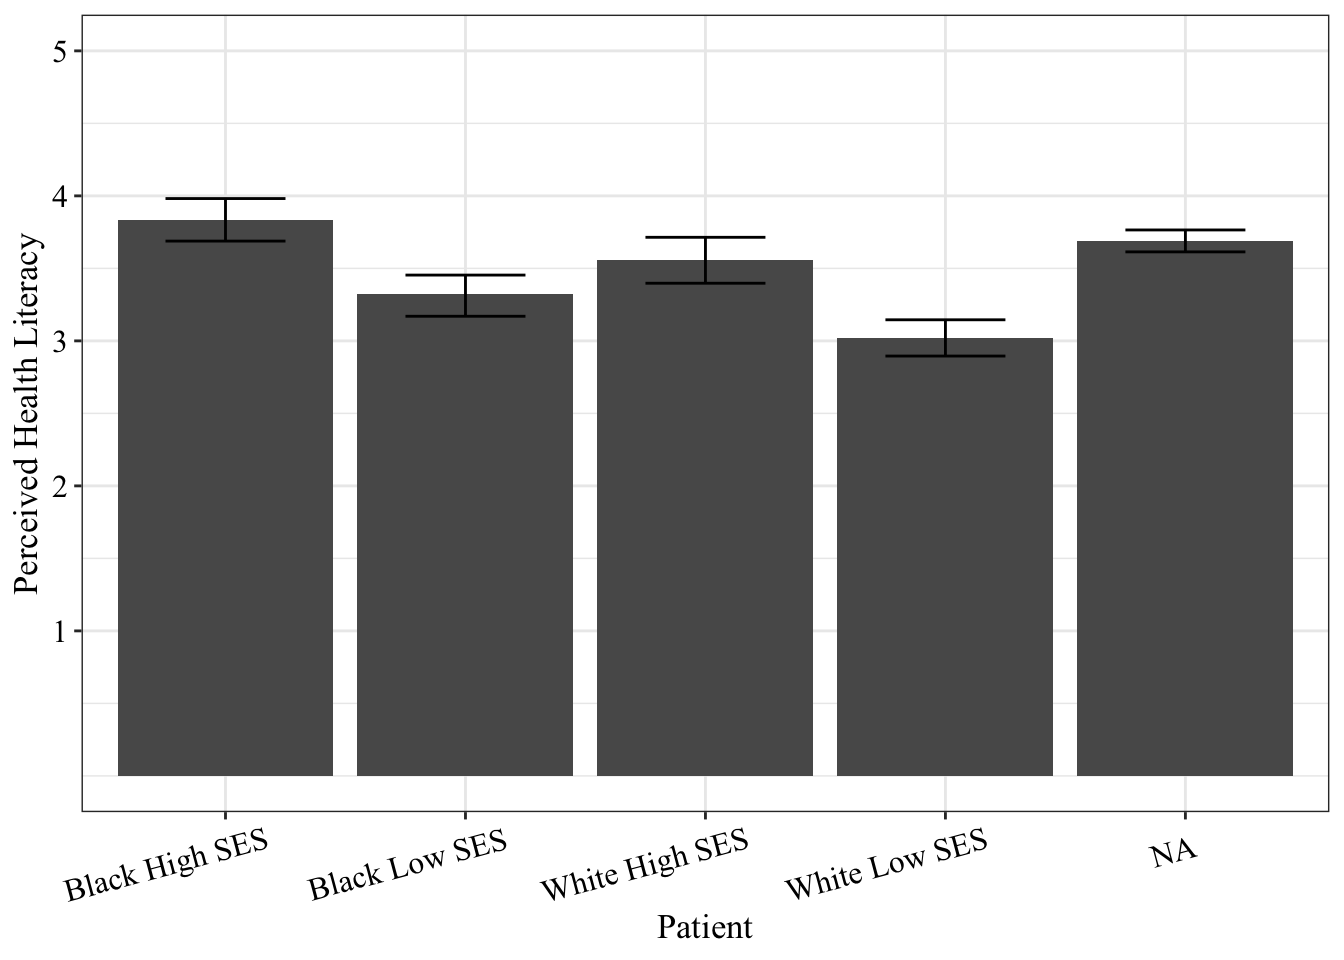 5
4
3
2
1
Perceived Health Literacy
Black High SES
Black Low SES
White High SES
White Low SES
NA
Patient